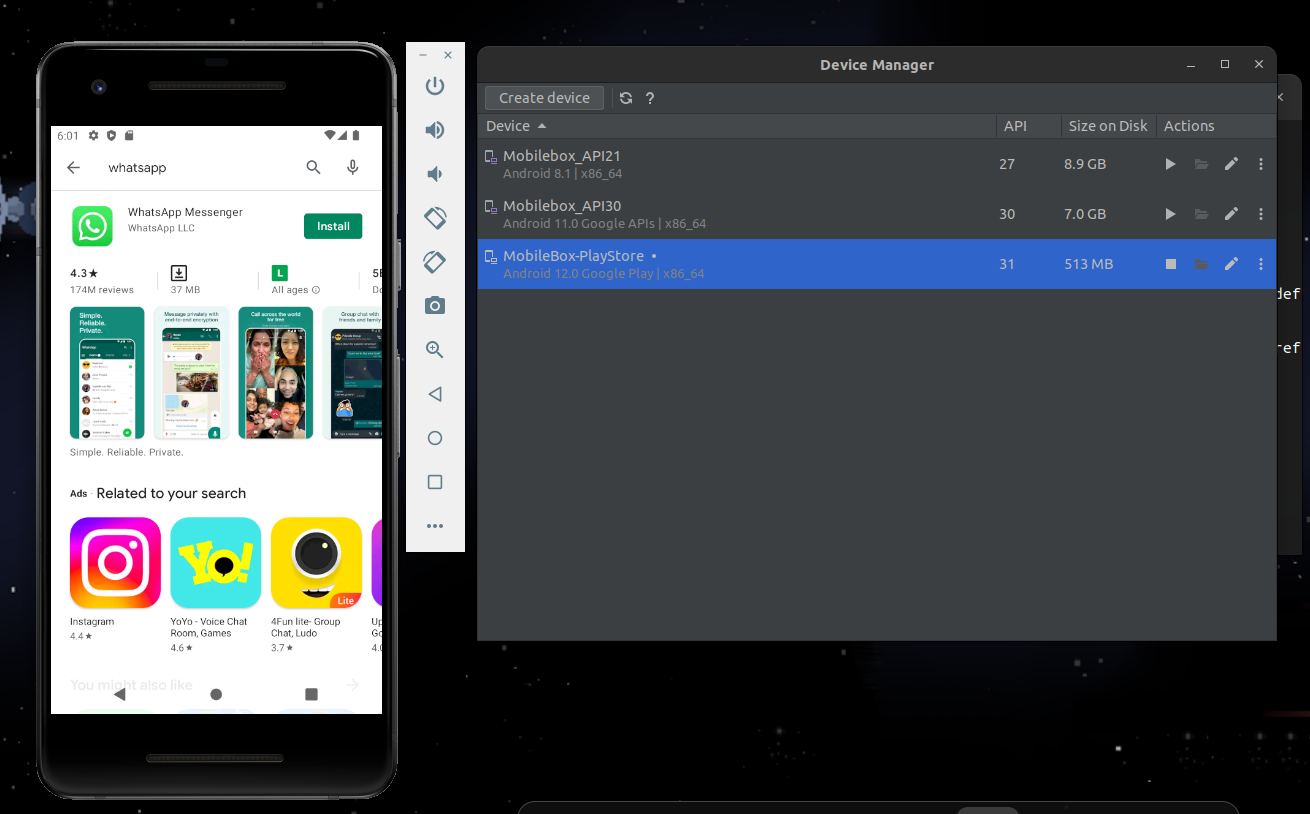 6:01
whatsapp
WhatsApp Messenger
WhatsApp LLC
Install
4.3★
174M reviews
37 MB
L
All ages
5
Do
Simple.
Reliable.
Private.
Message privately with
end-to-end encryption
Call across the world
for free
Group chat with
friends and family
Simple. Reliable. Private.
Ads · Related to your search
Yo!
Lite
Instagram
4.4★
YoYo - Voice Chat
Room, Games
4.6★
4Fun lite- Group
Chat, Ludo
3.7★
Up
Go
4.0
You might also like
Device Manager
Create device
?
Device
API
Size on Disk
Actions
Mobilebox_API21
Android 8.1 | x86_64
27
8.9 GB
Mobilebox_API30
Android 11.0 Google APIs | x86_64
30
7.0 GB
MobileBox-PlayStore •
Android 12.0 Google Play | x86_64
31
513 MB
def
ref